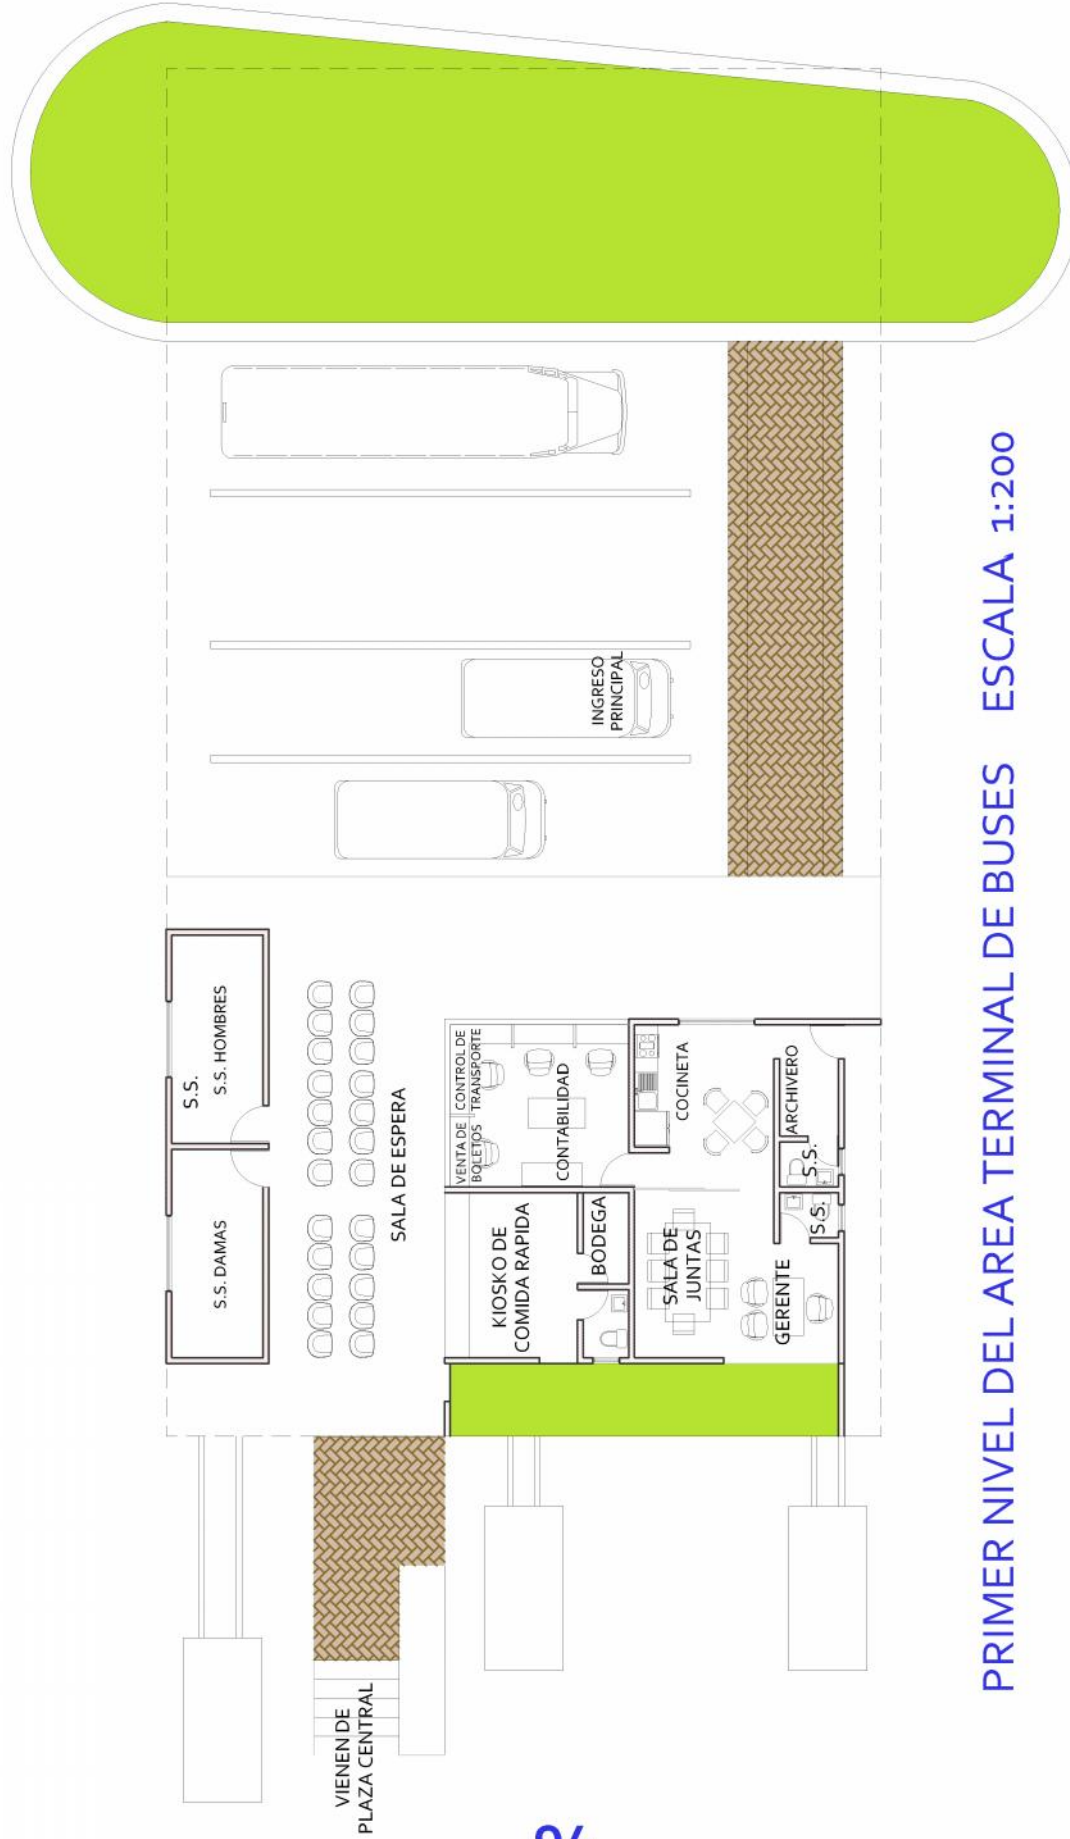 S.S.
S.S. HOMBRES
S.S. DAMAS
SALA DE ESPERA
VENTA DE
BOLETOS
CONTROL DE
TRANSPORTE
CONTABILIDAD
COCINETA
ARCHIVERO
S.S.
S.S.
KIOSKO DE
COMIDA RAPIDA
BODEGA
SALA DE
JUNTAS
GERENTE
INGRESO
PRINCIPAL
VIENEN DE
PLAZA CENTRAL
PRIMER NIVEL DEL AREA TERMINAL DE BUSES ESCALA 1:200